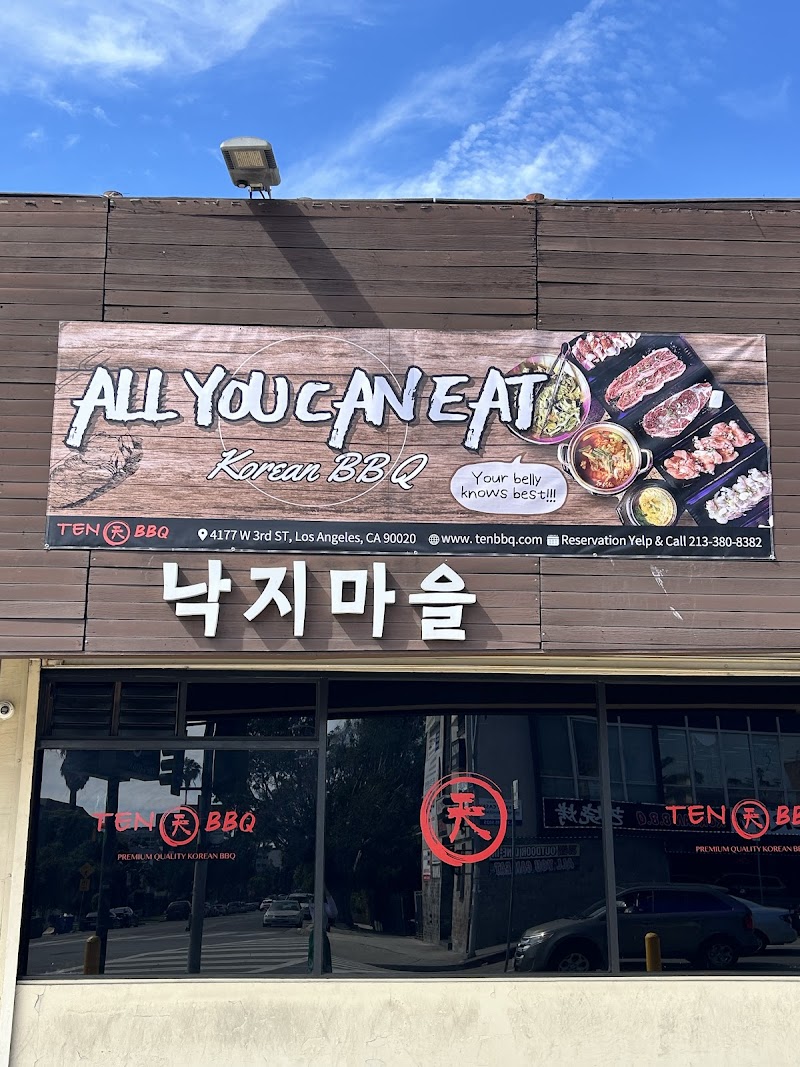 ALL YOU CAN EAT
Korean BBQ
Your belly
knows best!!!
TEN 天 BBQ
4177 W 3rd ST, Los Angeles, CA 90020
www. tenbbq.com
Reservation Yelp & Call 213-380-8382
낙지마을
TEN 天 BBQ
PREMIUM QUALITY KOREAN BBQ
天
TEN 天 BB
PREMIUM QUALITY KOREAN BB